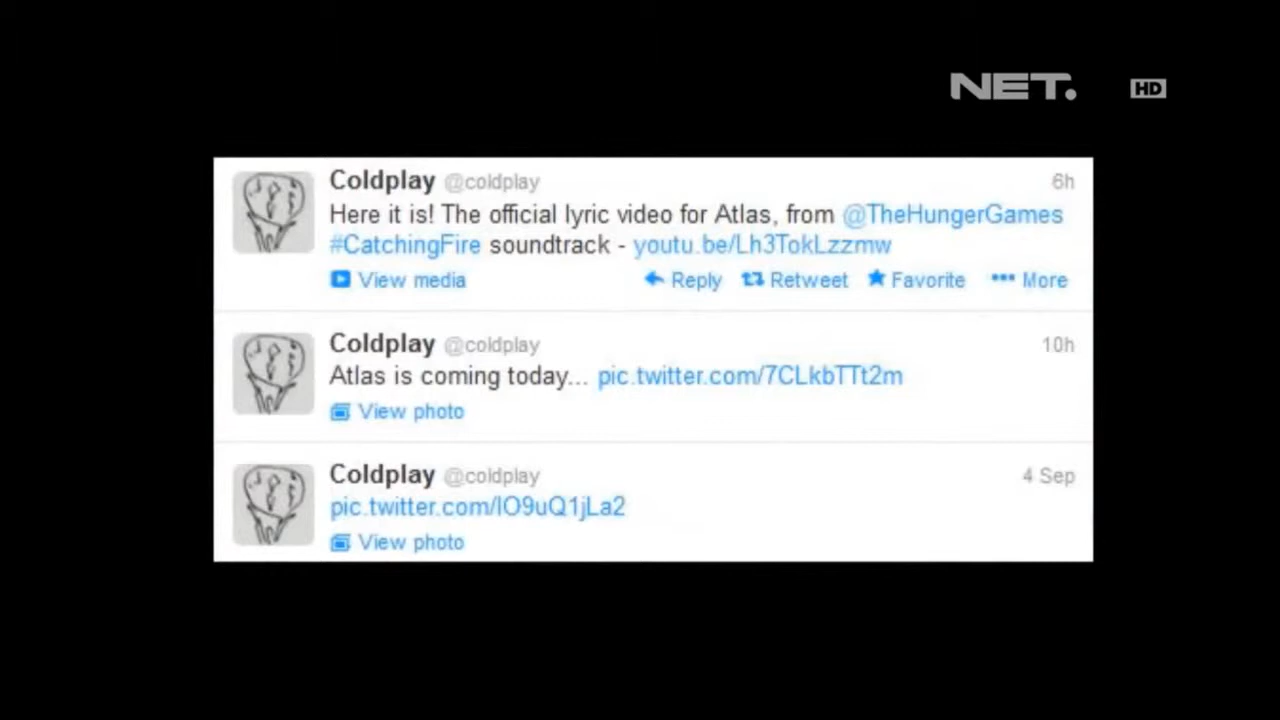 NET. HD
Coldplay @coldplay 6h
Here it is! The official lyric video for Atlas, from @TheHungerGames
#CatchingFire soundtrack - youtu.be/Lh3TokLzzmw
View media Reply Retweet Favorite More
Coldplay @coldplay 10h
Atlas is coming today... pic.twitter.com/7CLkbTTt2m
View photo
Coldplay @coldplay 4 Sep
pic.twitter.com/lO9uQ1jLa2
View photo